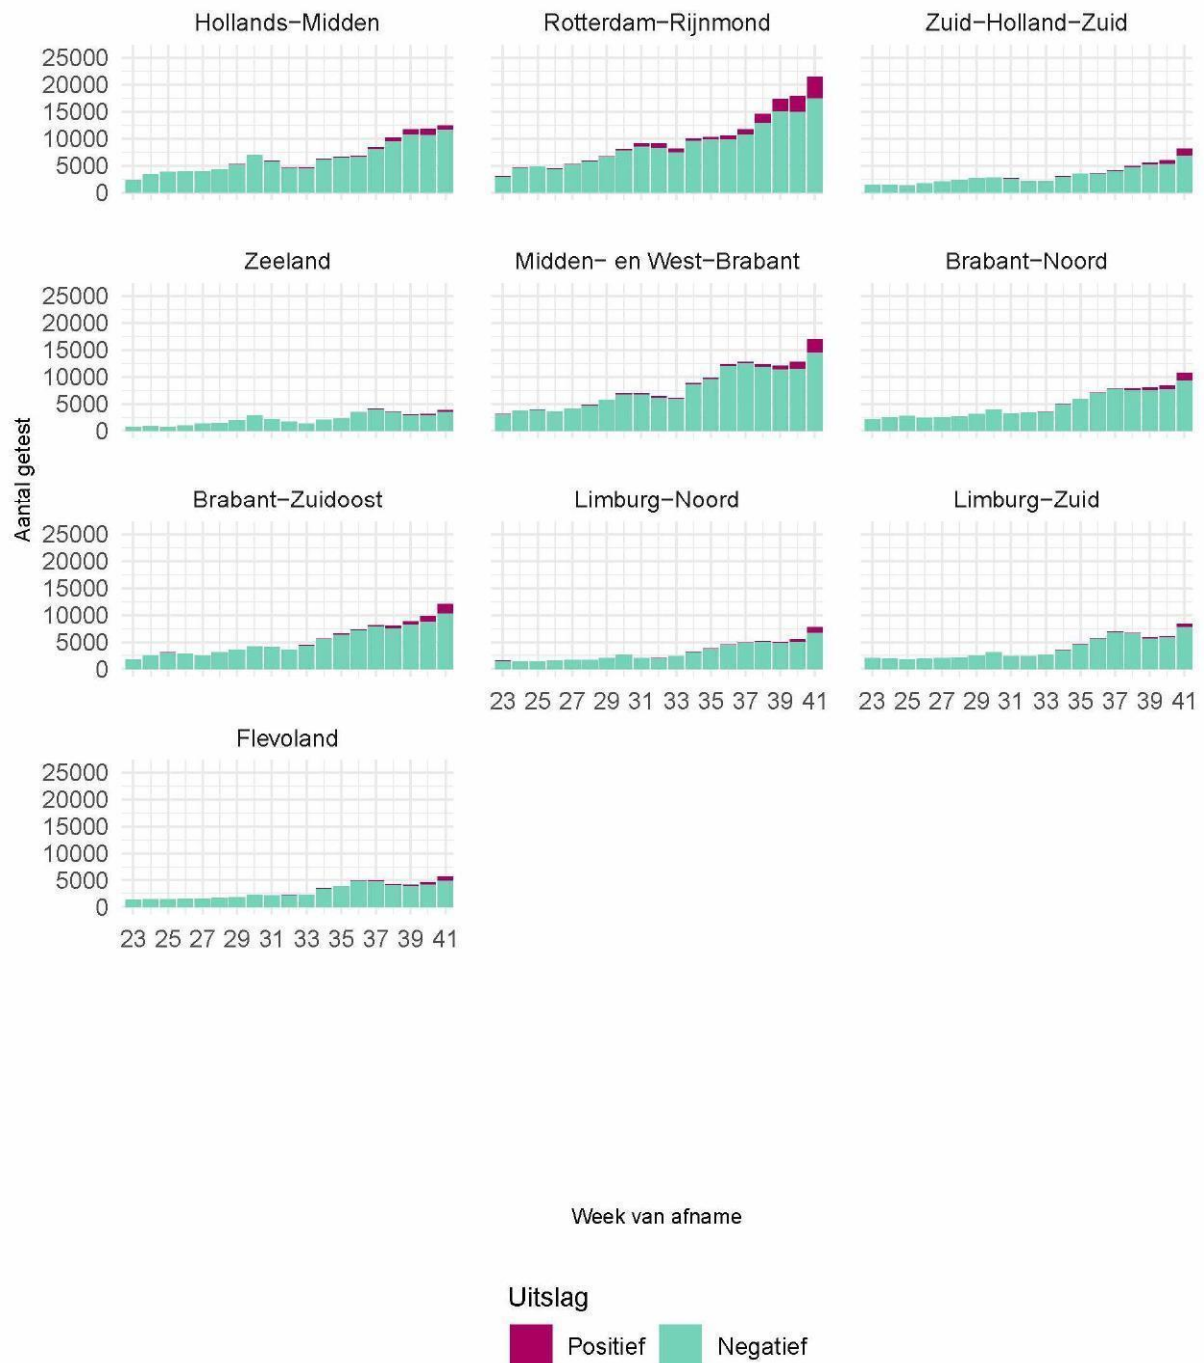 Hollands-Midden Rotterdam-Rijnmond Zuid-Holland-Zuid
25000
20000
15000
10000
5000
0
Zeeland Midden- en West-Brabant Brabant-Noord
25000
20000
15000
10000
5000
0
Aantal getest
Brabant-Zuidoost Limburg-Noord Limburg-Zuid
25000
20000
15000
10000
5000
0
23 25 27 29 31 33 35 37 39 41 23 25 27 29 31 33 35 37 39 41
Flevoland
25000
20000
15000
10000
5000
0
23 25 27 29 31 33 35 37 39 41
Week van afname
Uitslag
Positief Negatief